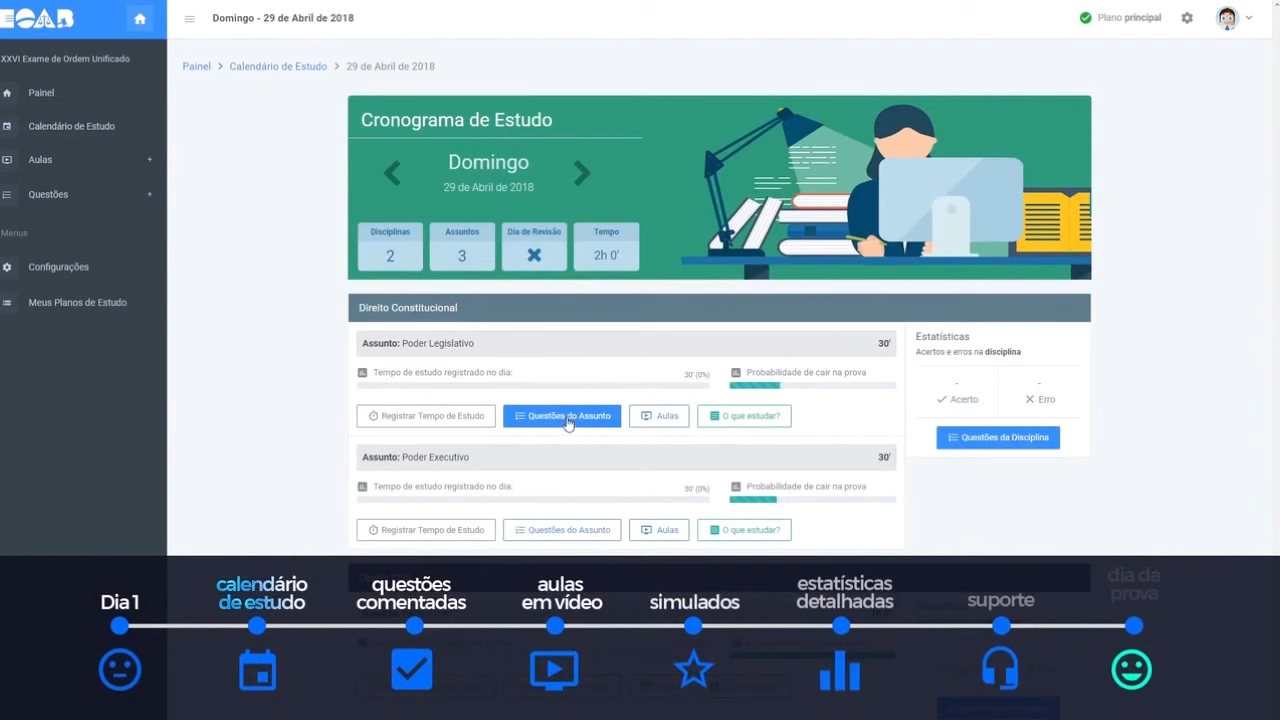 Domingo - 29 de Abril de 2018
Plano principal
XXVI Exame de Ordem Unificado
Painel
Calendário de Estudo
Aulas +
Questões +
Menus
Configurações
Meus Planos de Estudo
Painel > Calendário de Estudo > 29 de Abril de 2018
Cronograma de Estudo
Domingo
29 de Abril de 2018
Disciplinas
2
Assuntos
3
Dia de Revisão
Tempo
2h 0'
Direito Constitucional
Assunto: Poder Legislativo 30'
Tempo de estudo registrado no dia: 30' (0%)
Probabilidade de cair na prova
Registrar Tempo de Estudo
Questões do Assunto
Aulas
O que estudar?
Assunto: Poder Executivo 30'
Tempo de estudo registrado no dia: 30' (0%)
Probabilidade de cair na prova
Registrar Tempo de Estudo
Questões do Assunto
Aulas
O que estudar?
Estatísticas
Acertos e erros na disciplina
- -
Acerto Erro
Questões da Disciplina
Dia 1
calendário
de estudo
questões
comentadas
aulas
em vídeo
simulados
estatísticas
detalhadas
suporte
dia da
prova